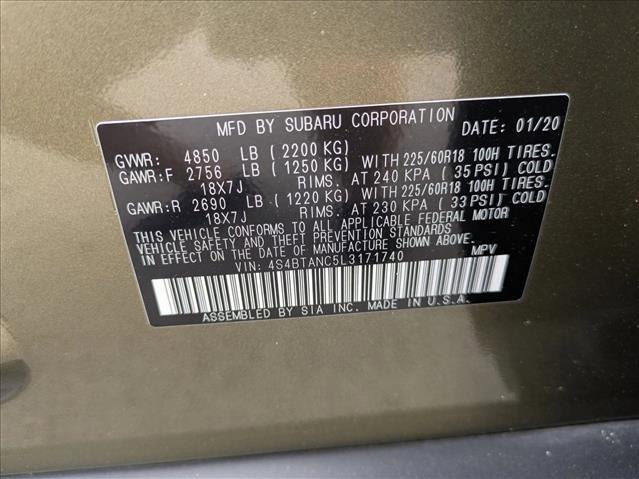 MFD BY SUBARU CORPORATION DATE: 01/20
GVWR: 4850 LB (2200 KG)
GAWR:F 2756 LB (1250 KG) WITH 225/60R18 100H TIRES.
18X7J RIMS. AT 240 KPA (35 PSI) COLD
GAWR:R 2690 LB (1220 KG) WITH 225/60R18 100H TIRES.
18X7J RIMS. AT 230 KPA (33 PSI) COLD
THIS VEHICLE CONFORMS TO ALL APPLICABLE FEDERAL MOTOR
VEHICLE SAFETY AND THEFT PREVENTION STANDARDS
IN EFFECT ON THE DATE OF MANUFACTURE SHOWN ABOVE.
VIN: 4S4BTANC5L3171740 MPV
ASSEMBLED BY SIA INC. MADE IN U.S.A.